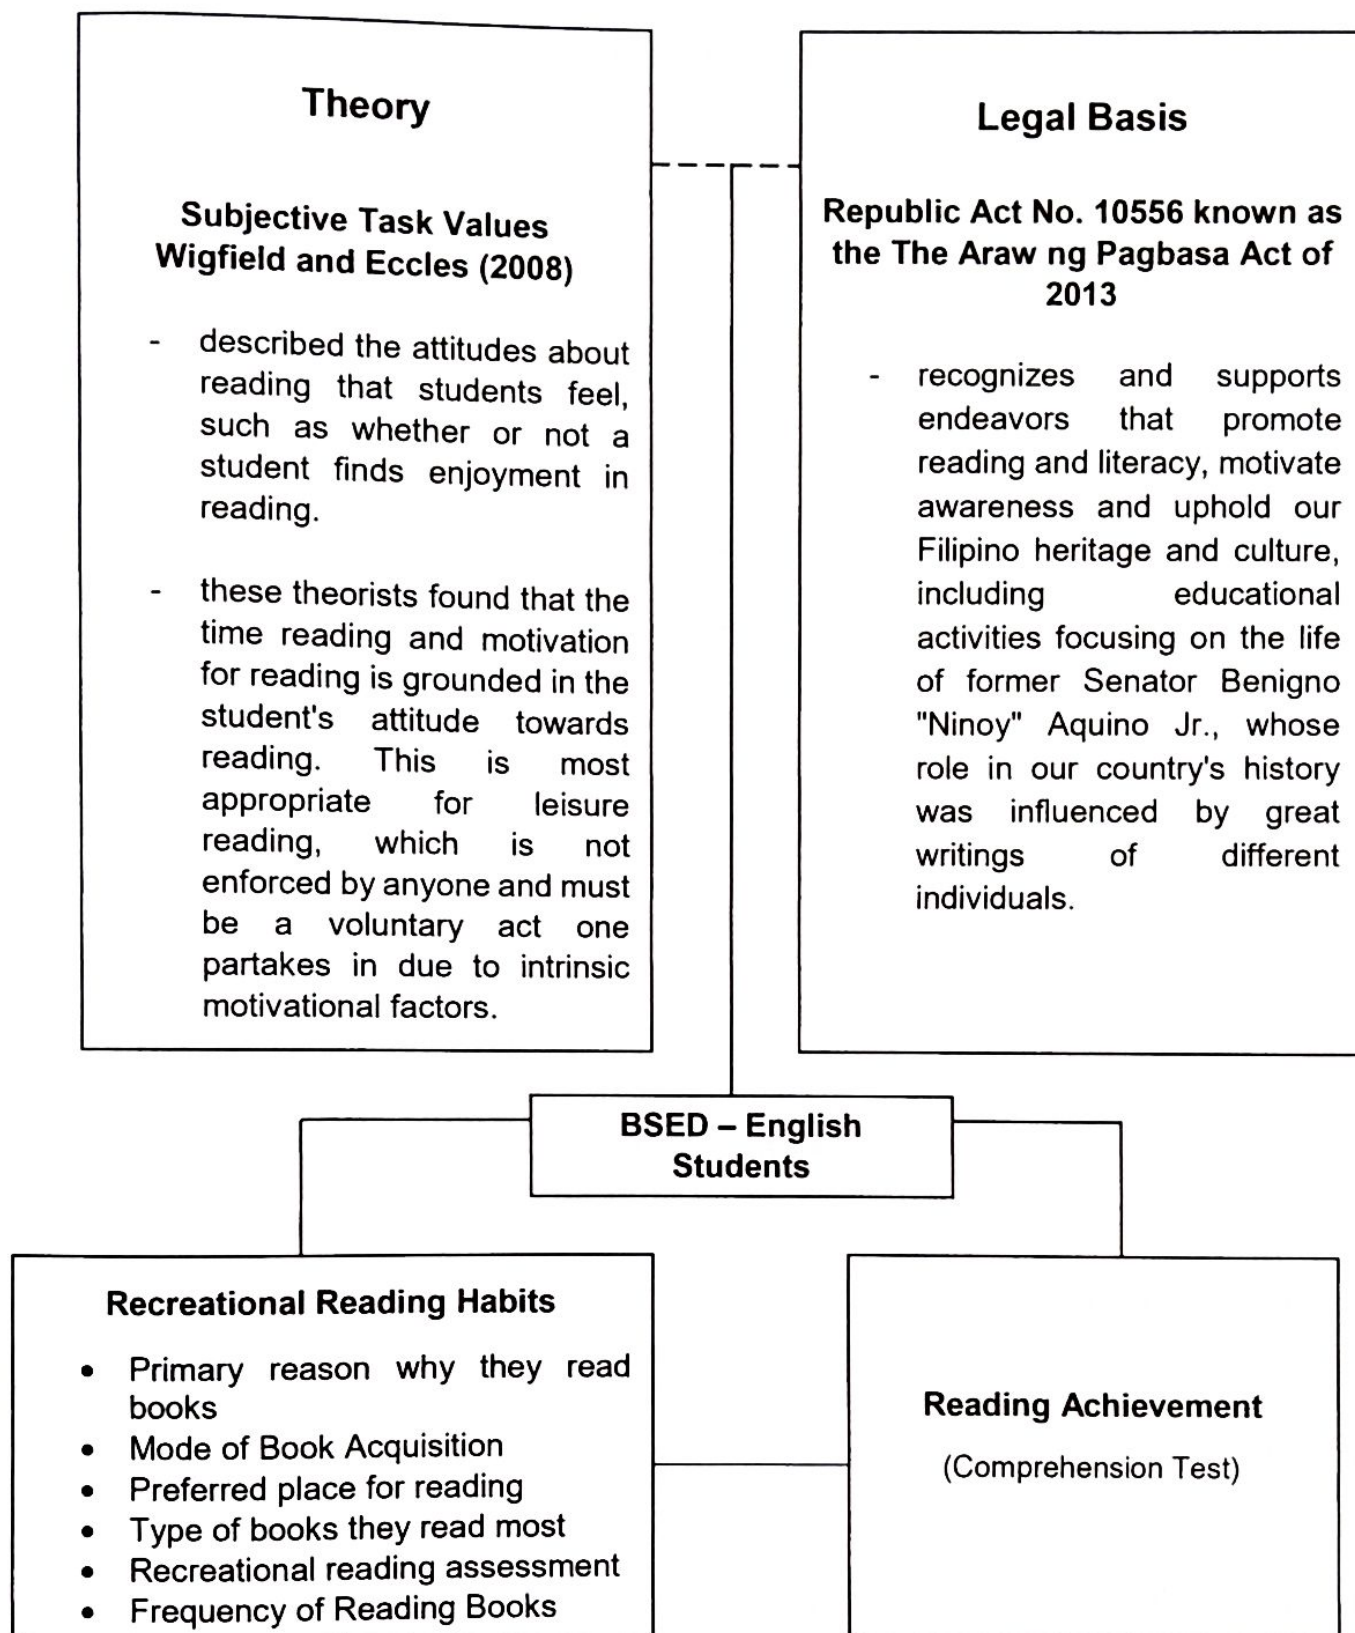 Theory
Subjective Task Values
Wigfield and Eccles (2008)
- described the attitudes about
reading that students feel,
such as whether or not a
student finds enjoyment in
reading.
- these theorists found that the
time reading and motivation
for reading is grounded in the
student's attitude towards
reading. This is most
appropriate for leisure
reading, which is not
enforced by anyone and must
be a voluntary act one
partakes in due to intrinsic
motivational factors.
Legal Basis
Republic Act No. 10556 known as
the The Araw ng Pagbasa Act of
2013
- recognizes and supports
endeavors that promote
reading and literacy, motivate
awareness and uphold our
Filipino heritage and culture,
including educational
activities focusing on the life
of former Senator Benigno
"Ninoy" Aquino Jr., whose
role in our country's history
was influenced by great
writings of different
individuals.
BSED – English
Students
Recreational Reading Habits
• Primary reason why they read
books
• Mode of Book Acquisition
• Preferred place for reading
• Type of books they read most
• Recreational reading assessment
• Frequency of Reading Books
Reading Achievement
(Comprehension Test)